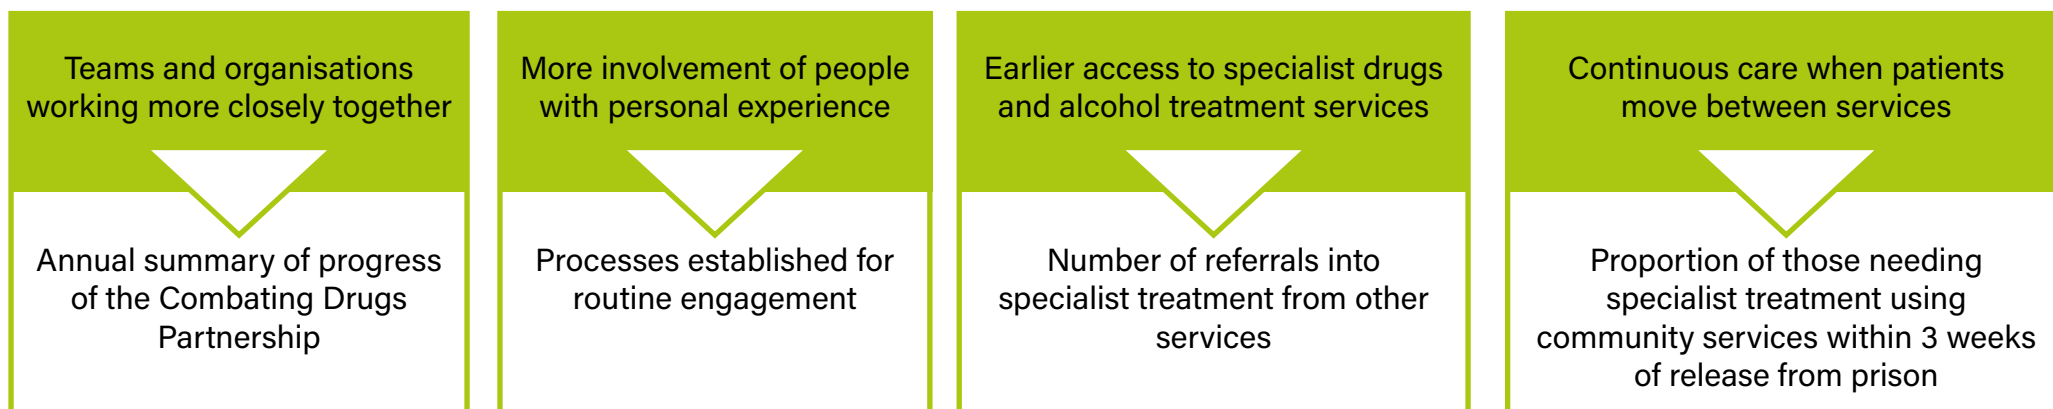 Teams and organisations
working more closely together
Annual summary of progress
of the Combating Drugs
Partnership
More involvement of people
with personal experience
Processes established for
routine engagement
Earlier access to specialist drugs
and alcohol treatment services
Number of referrals into
specialist treatment from other
services
Continuous care when patients
move between services
Proportion of those needing
specialist treatment using
community services within 3 weeks
of release from prison